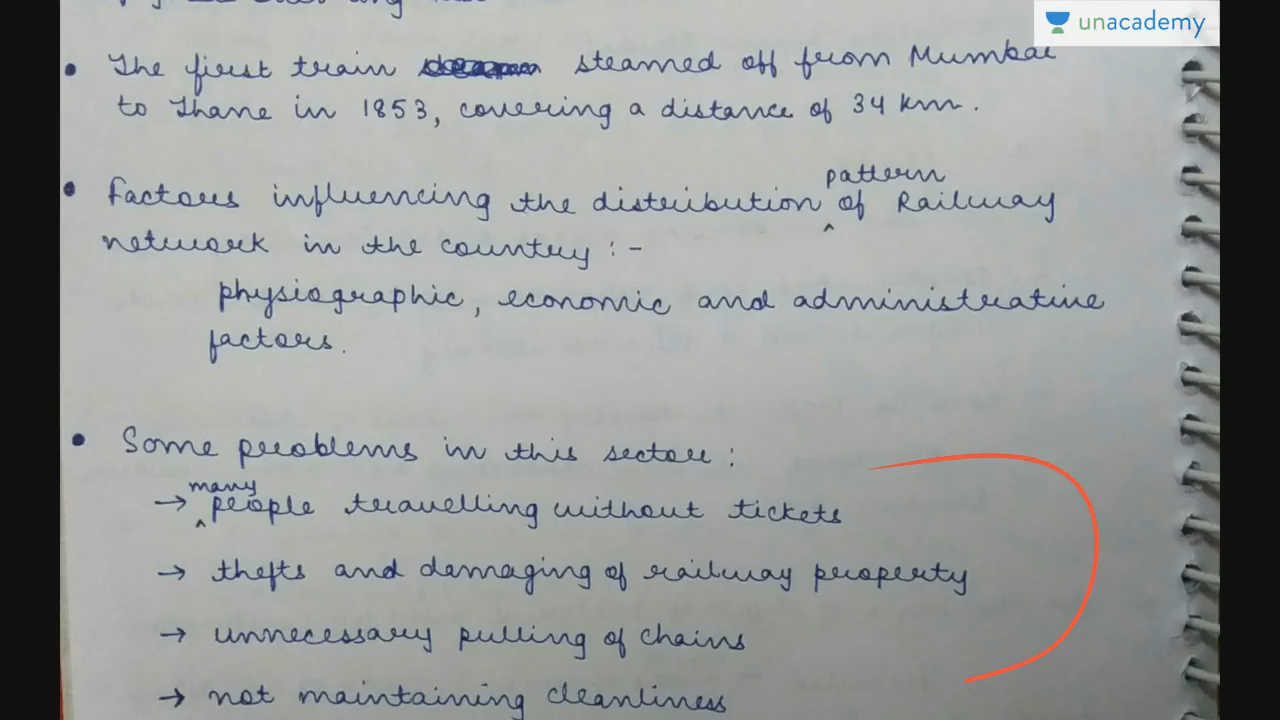 unacademy
• The first train steamed off from Mumbai
to Thane in 1853, covering a distance of 34 km.
• Factors influencing the distribution pattern of Railway
network in the country : -
physiographic, economic and administrative
factors.
• Some problems in this sector :
→ many people travelling without tickets
→ thefts and damaging of railway property
→ unnecessary pulling of chains
→ not maintaining cleanliness